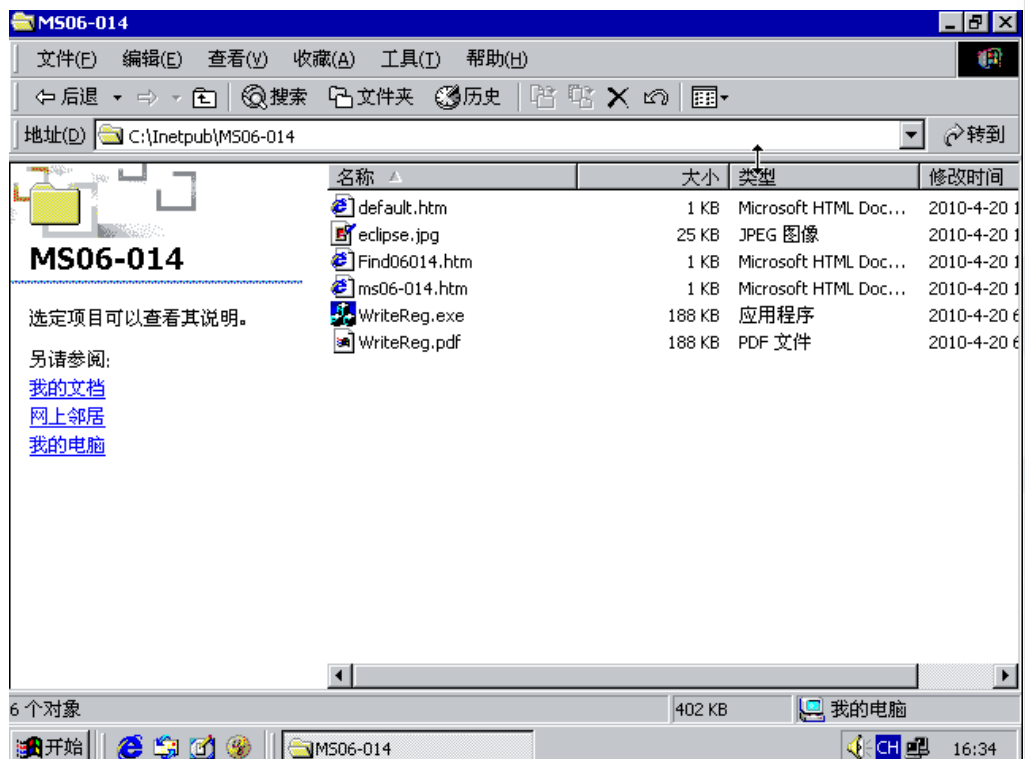 MS06-014
文件(F) 编辑(E) 查看(V) 收藏(A) 工具(T) 帮助(H)
后退 搜索 文件夹 历史
地址(D) C:\Inetpub\MS06-014 转到
名称 大小 类型 修改时间
default.htm 1 KB Microsoft HTML Doc... 2010-4-20 1
eclipse.jpg 25 KB JPEG 图像 2010-4-20 1
Find06014.htm 1 KB Microsoft HTML Doc... 2010-4-20 1
ms06-014.htm 1 KB Microsoft HTML Doc... 2010-4-20 1
WriteReg.exe 188 KB 应用程序 2010-4-20 6
WriteReg.pdf 188 KB PDF 文件 2010-4-20 6
MS06-014
选定项目可以查看其说明。
另请参阅:
我的文档
网上邻居
我的电脑
6 个对象 402 KB 我的电脑
开始 MS06-014 CH 16:34